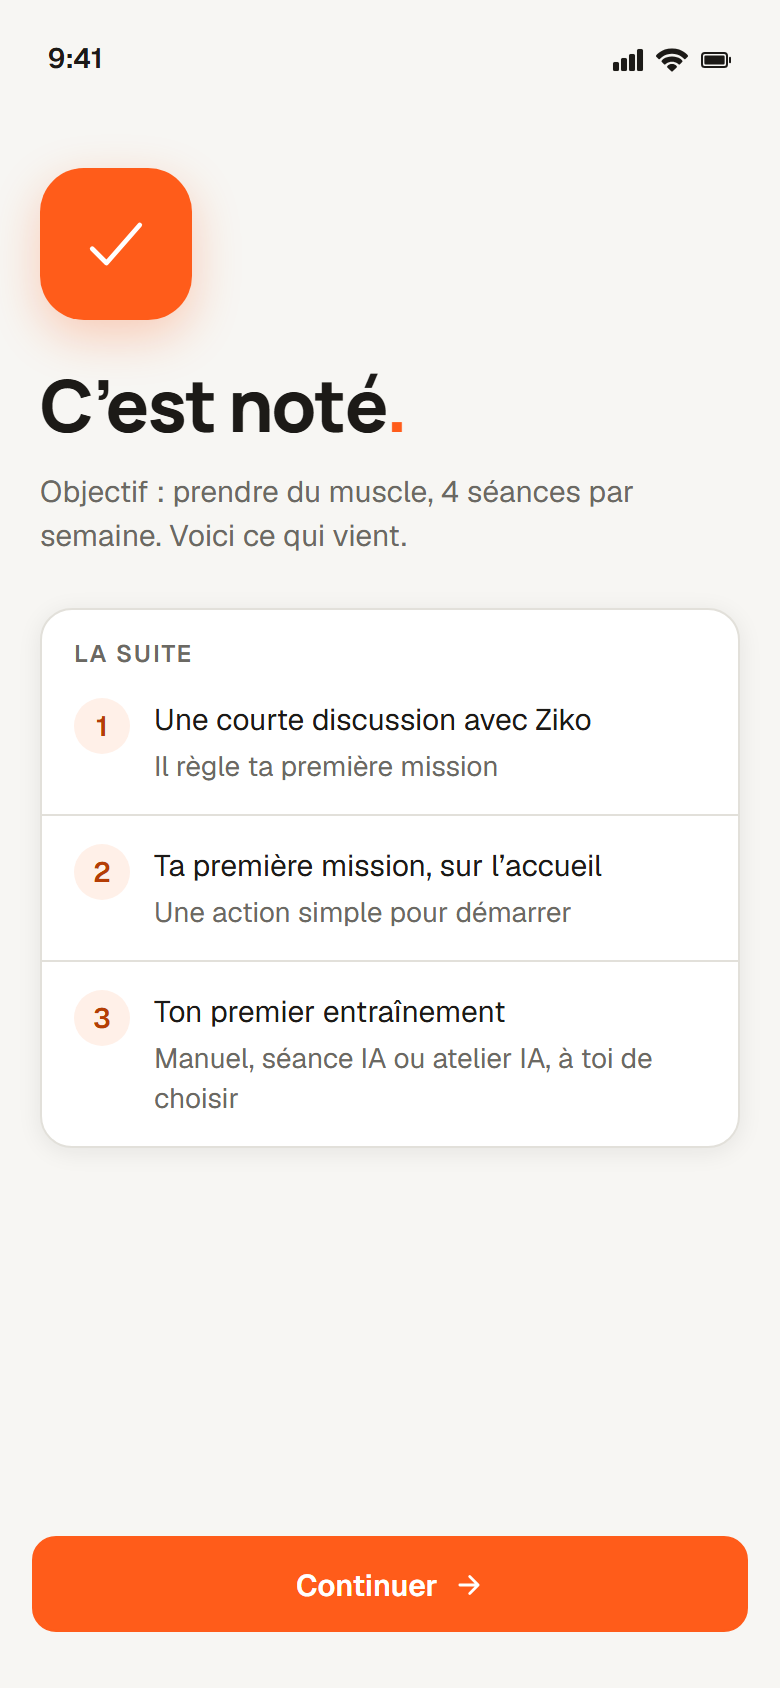 9:41
C’est noté.
Objectif : prendre du muscle, 4 séances par
semaine. Voici ce qui vient.
LA SUITE
1
Une courte discussion avec Ziko
Il règle ta première mission
2
Ta première mission, sur l’accueil
Une action simple pour démarrer
3
Ton premier entraînement
Manuel, séance IA ou atelier IA, à toi de
choisir
Continuer →